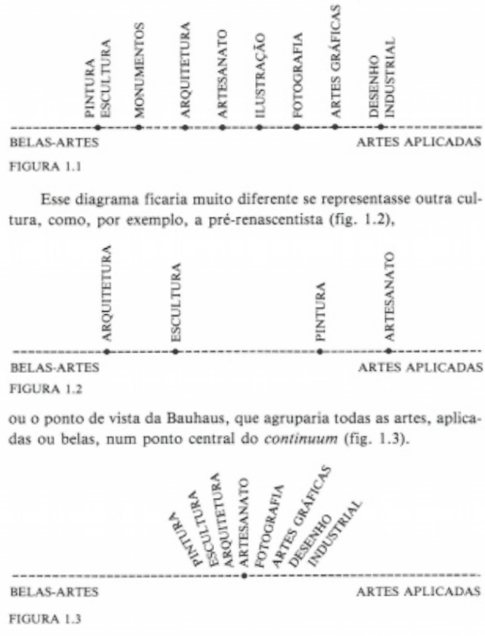 PINTURA
ESCULTURA
MONUMENTOS
ARQUITETURA
ARTESANATO
ILUSTRAÇÃO
FOTOGRAFIA
ARTES GRÁFICAS
DESENHO
INDUSTRIAL
BELAS-ARTES ARTES APLICADAS
FIGURA 1.1
Esse diagrama ficaria muito diferente se representasse outra cul-
tura, como, por exemplo, a pré-renascentista (fig. 1.2),
ARQUITETURA
ESCULTURA
PINTURA
ARTESANATO
BELAS-ARTES ARTES APLICADAS
FIGURA 1.2
ou o ponto de vista da Bauhaus, que agruparia todas as artes, aplica-
das ou belas, num ponto central do continuum (fig. 1.3).
PINTURA
ESCULTURA
ARQUITETURA
ARTESANATO
FOTOGRAFIA
ARTES GRÁFICAS
DESENHO
INDUSTRIAL
BELAS-ARTES ARTES APLICADAS
FIGURA 1.3